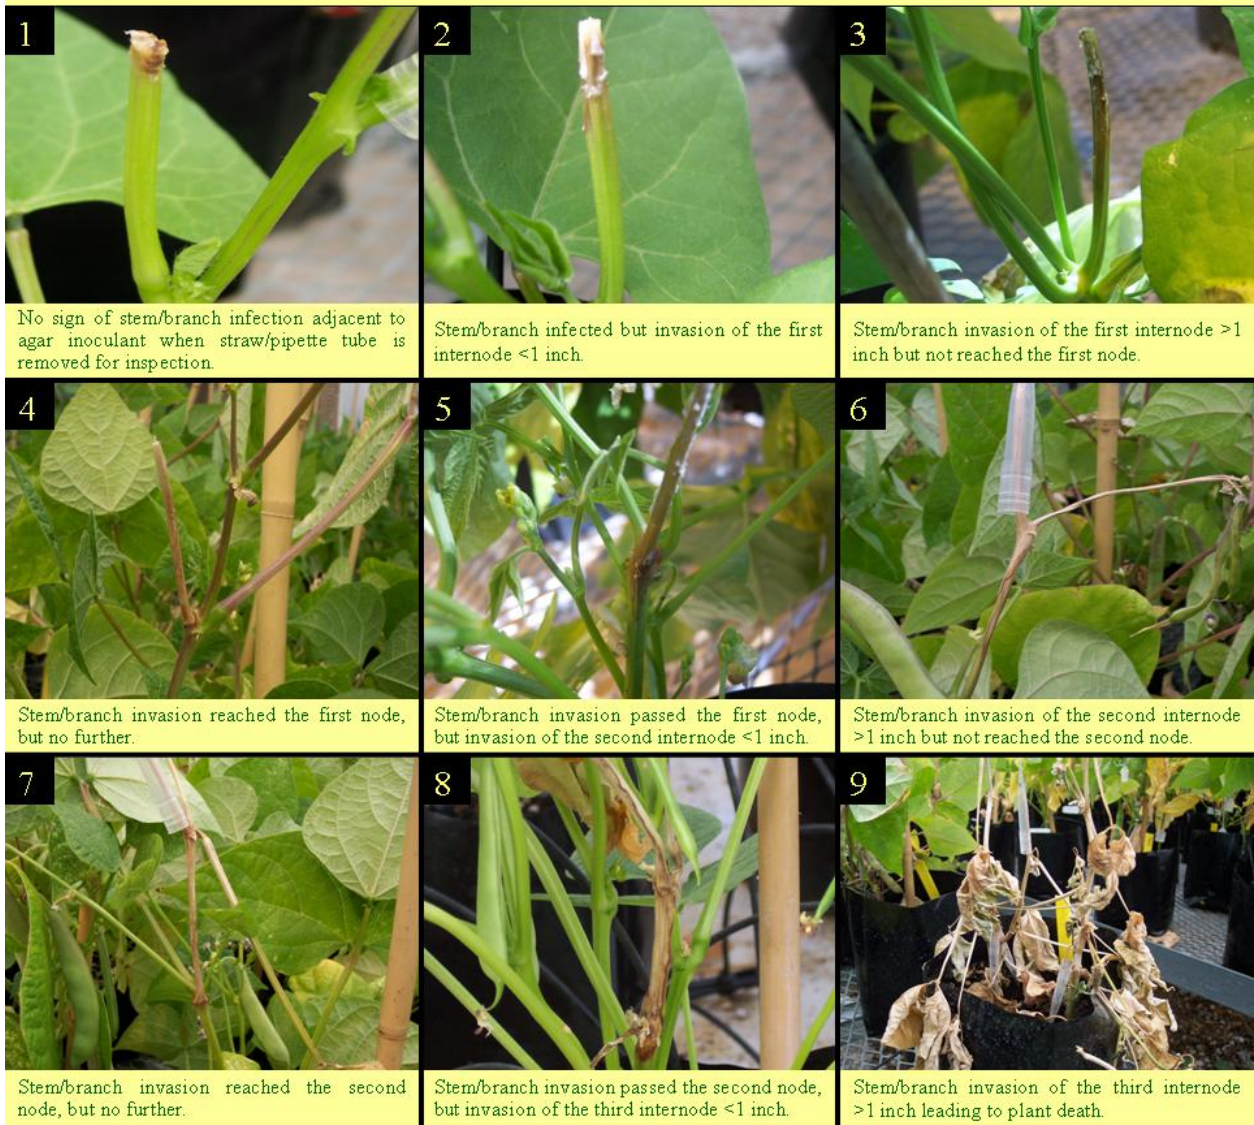 1
No sign of stem/branch infection adjacent to
agar inoculant when straw/pipette tube is
removed for inspection.
2
Stem/branch infected but invasion of the first
internode <1 inch.
3
Stem/branch invasion of the first internode >1
inch but not reached the first node.
4
Stem/branch invasion reached the first node,
but no further.
5
Stem/branch invasion passed the first node,
but invasion of the second internode <1 inch.
6
Stem/branch invasion of the second internode
>1 inch but not reached the second node.
7
Stem/branch invasion reached the second
node, but no further.
8
Stem/branch invasion passed the second node,
but invasion of the third internode <1 inch.
9
Stem/branch invasion of the third internode
>1 inch leading to plant death.